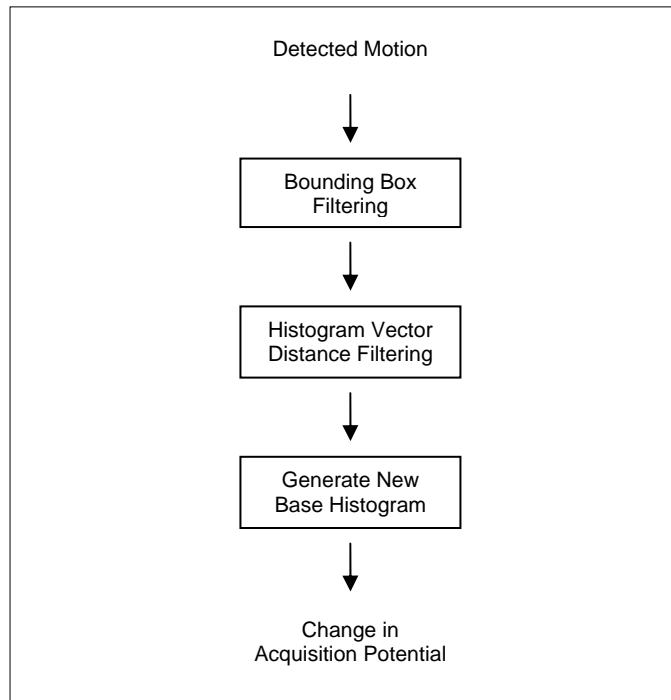 Detected Motion
Bounding Box
Filtering
Histogram Vector
Distance Filtering
Generate New
Base Histogram
Change in
Acquisition Potential